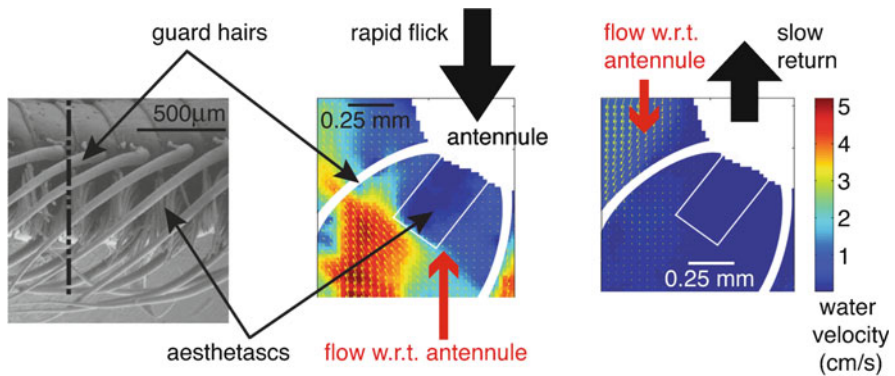 guard hairs
rapid flick
flow w.r.t.
antennule
slow
return
500μm
0.25 mm
antennule
5
4
3
2
1
0.25 mm
aesthetascs
flow w.r.t. antennule
water
velocity
(cm/s)